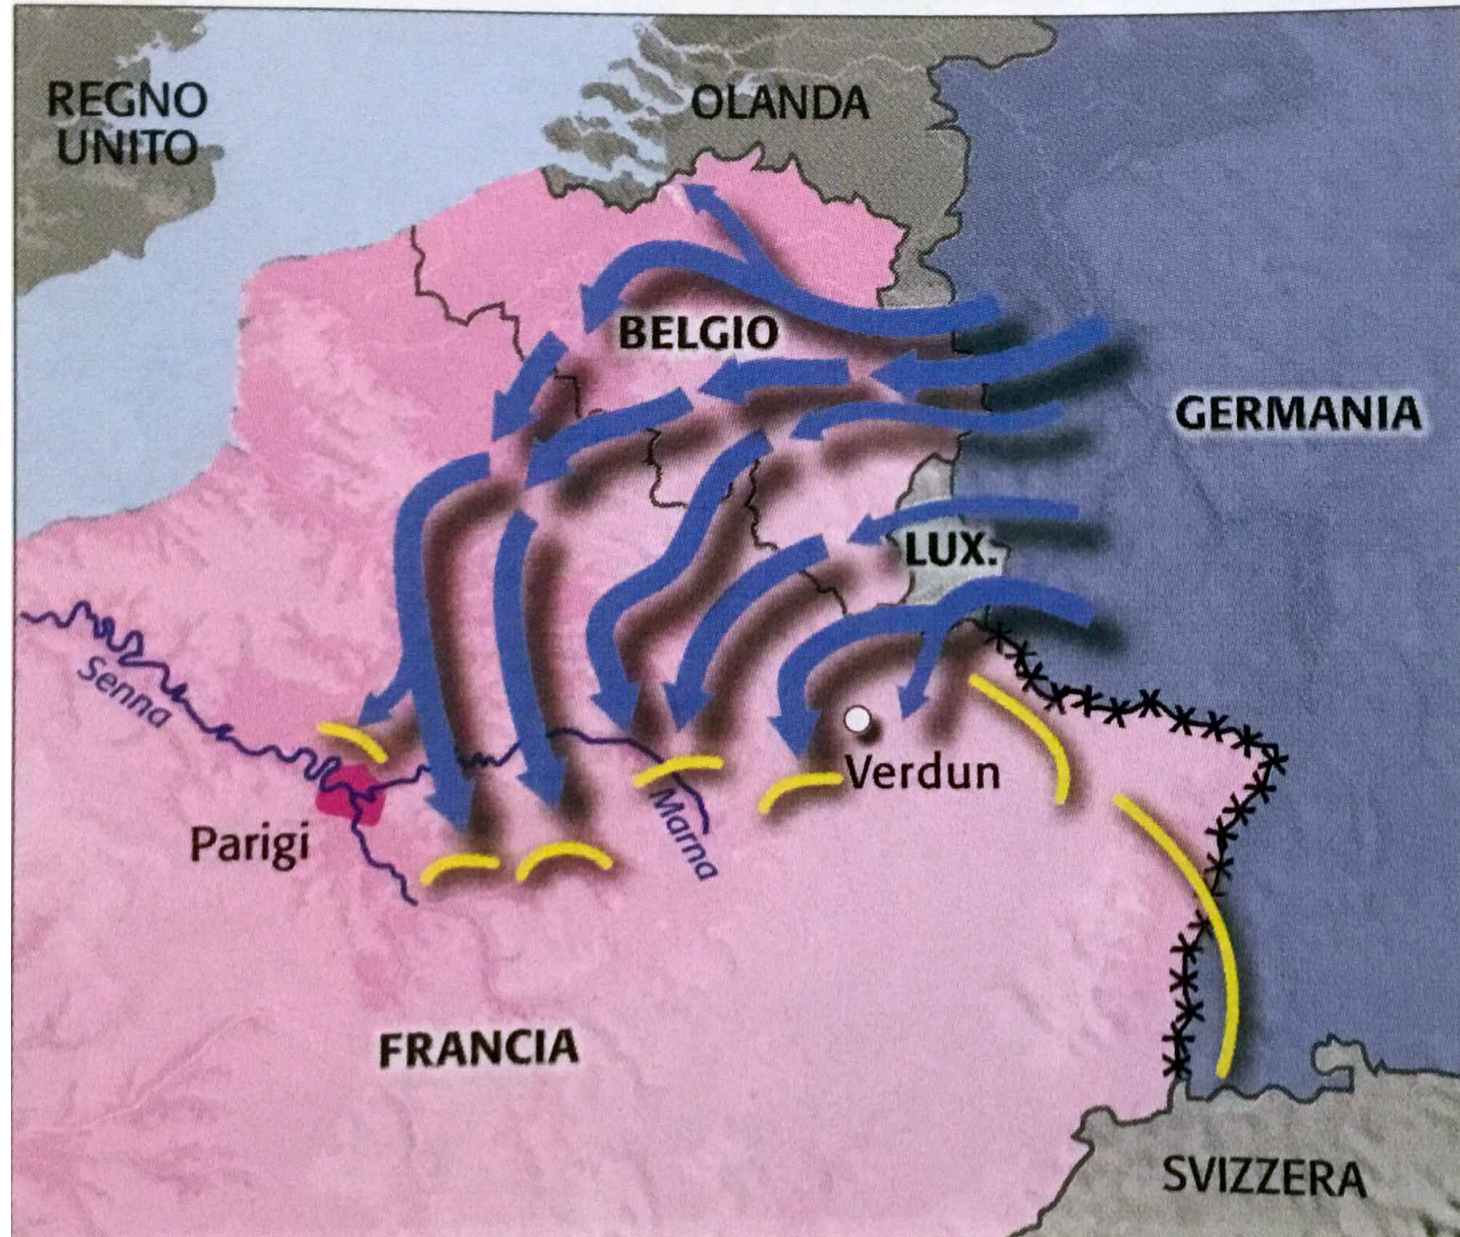 REGNO
UNITO
OLANDA
BELGIO
GERMANIA
LUX.
Senna
Verdun
Marna
Parigi
FRANCIA
SVIZZERA